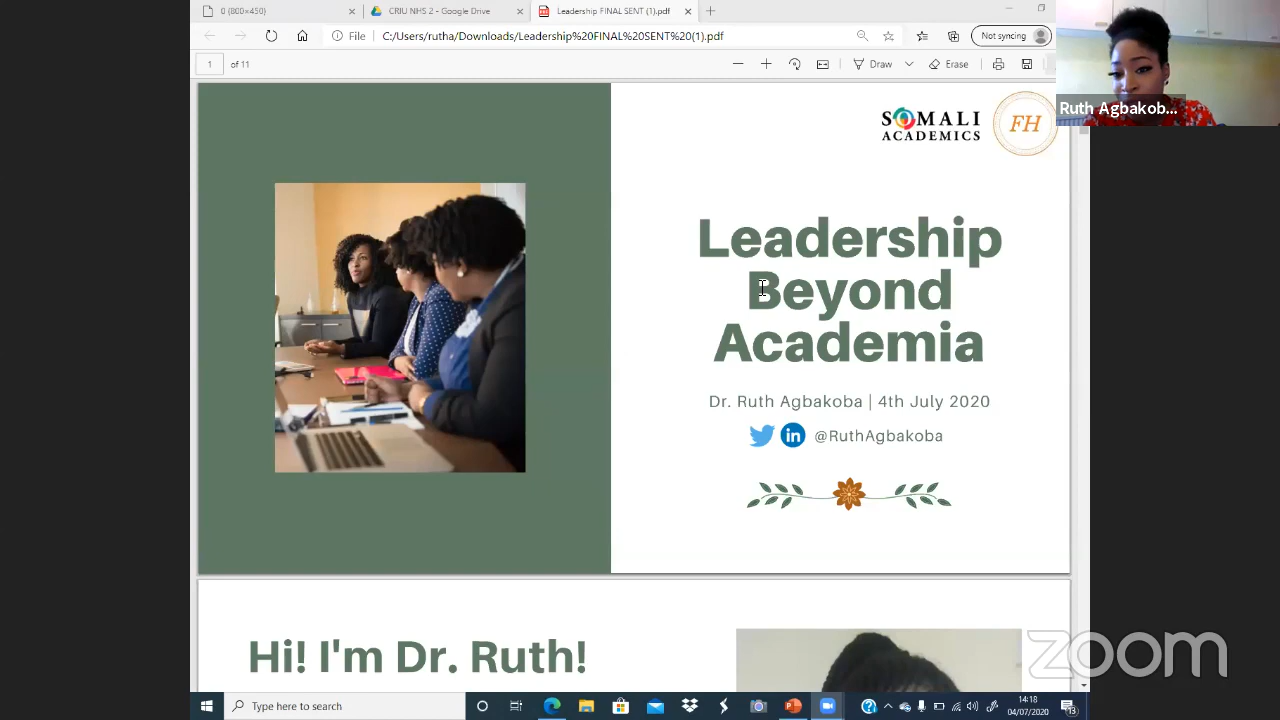 0 (800×450)
CRIU NHS 2 - Google Drive
Leadership FINAL SENT (1).pdf
File
C:/Users/rutha/Downloads/Leadership%20FINAL%20SENT%20(1).pdf
Not syncing
1 of 11
Draw
Erase
Ruth Agbakob...
SOMALI
ACADEMICS
FH
Leadership
Beyond
Academia
Dr. Ruth Agbakoba | 4th July 2020
in @RuthAgbakoba
Hi! I'm Dr. Ruth!
zoom
Type here to search
14:18
04/07/2020
13